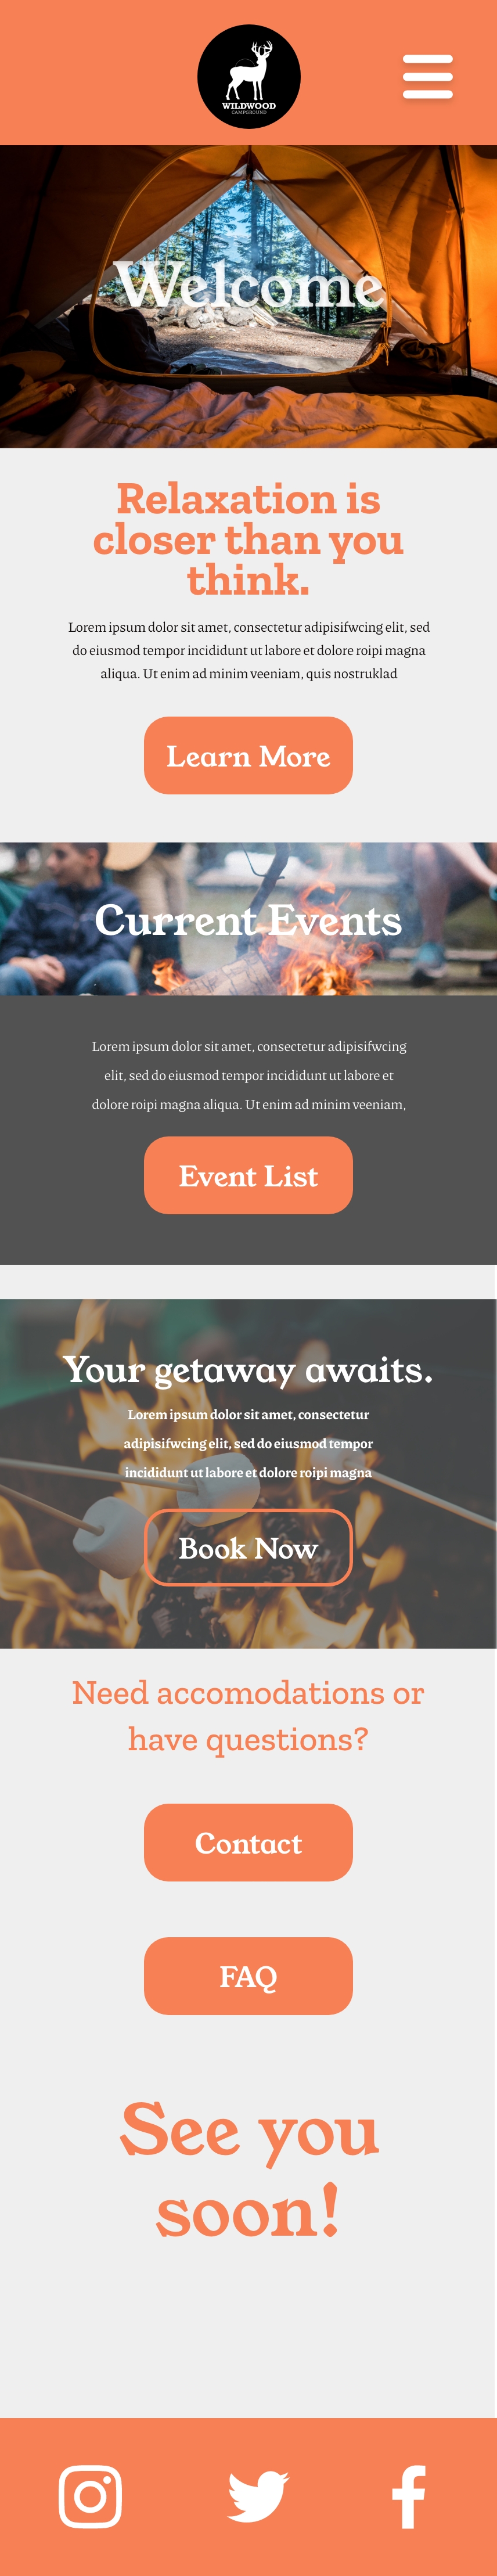 WILDWOOD
CAMPGROUND
Welcome
Relaxation is
closer than you
think.
Lorem ipsum dolor sit amet, consectetur adipisifwcing elit, sed
do eiusmod tempor incididunt ut labore et dolore roipi magna
aliqua. Ut enim ad minim veeniam, quis nostruklad
Learn More
Current Events
Lorem ipsum dolor sit amet, consectetur adipisifwcing
elit, sed do eiusmod tempor incididunt ut labore et
dolore roipi magna aliqua. Ut enim ad minim veeniam,
Event List
Your getaway awaits.
Lorem ipsum dolor sit amet, consectetur
adipisifwcing elit, sed do eiusmod tempor
incididunt ut labore et dolore roipi magna
Book Now
Need accomodations or
have questions?
Contact
FAQ
See you
soon!